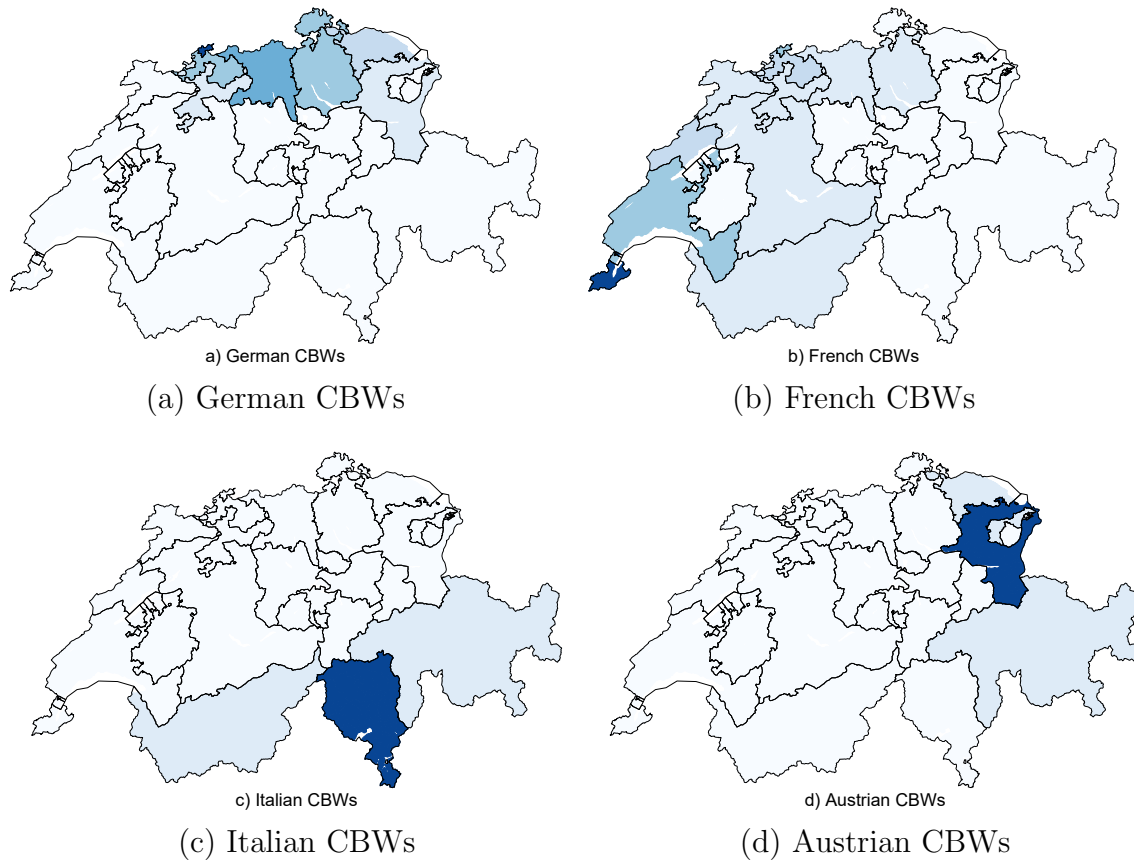 a) German CBWs
b) French CBWs
(a) German CBWs
(b) French CBWs
c) Italian CBWs
d) Austrian CBWs
(c) Italian CBWs
(d) Austrian CBWs